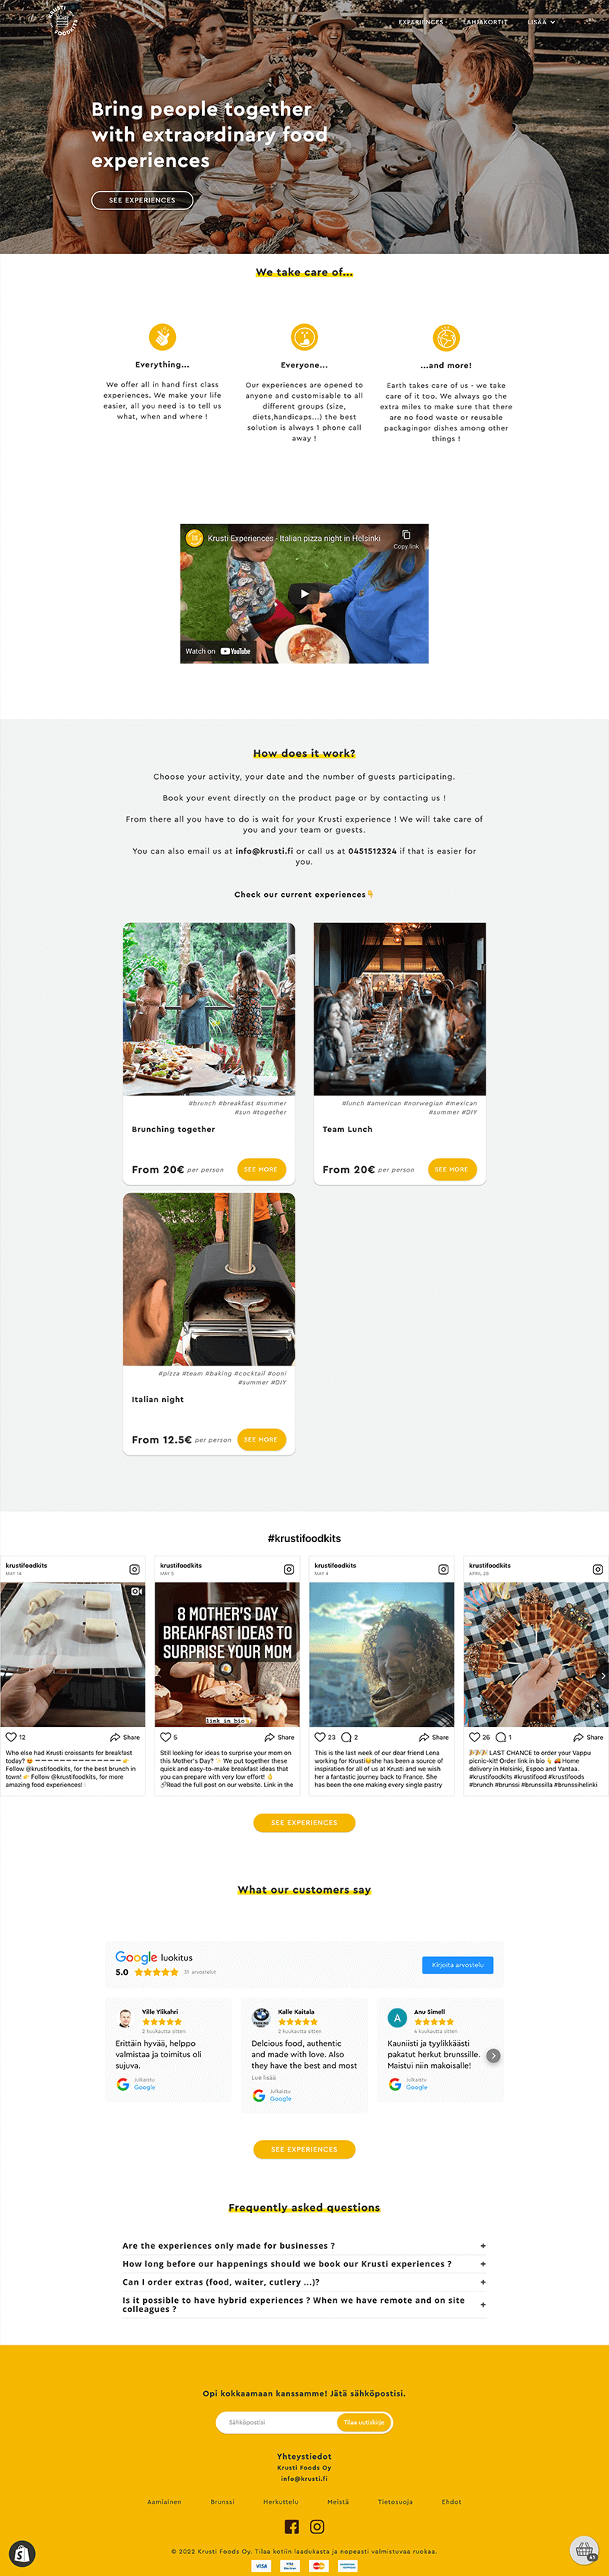 KRUSTI
FOODKITS
EXPERIENCES
LAHJAKORTIT
LISÄÄ
Bring people together
with extraordinary food
experiences
SEE EXPERIENCES
We take care of...
Everything...
We offer all in hand first class
experiences. We make your life
easier, all you need is to tell us
what, when and where !
Everyone...
Our experiences are opened to
anyone and customisable to all
different groups (size,
diets,handicaps...) the best
solution is always 1 phone call
away !
...and more!
Earth takes care of us - we take
care of it too. We always go the
extra miles to make sure that there
are no food waste or reusable
packagingor dishes among other
things !
Krusti Experiences - Italian pizza night in Helsinki
Copy link
Watch on YouTube
How does it work?
Choose your activity, your date and the number of guests participating.
Book your event directly on the product page or by contacting us !
From there all you have to do is wait for your Krusti experience ! We will take care of
you and your team or guests.
You can also email us at info@krusti.fi or call us at 0451512324 if that is easier for
you.
Check our current experiences👇
#brunch #breakfast #summer
#sun #together
Brunching together
From 20€ per person
SEE MORE
#lunch #american #norwegian #mexican
#summer #DIY
Team Lunch
From 20€ per person
SEE MORE
#pizza #team #baking #cocktail #ooni
#summer #DIY
Italian night
From 12.5€ per person
SEE MORE
#krustifoodkits
krustifoodkits
MAY 14
12
Share
Who else had Krusti croissants for breakfast
today? 😍 ー ー ー ー ー ー ー ー ー ー ー ー 👉
Follow @krustifoodkits, for the best brunch in
town! 👉 Follow @krustifoodkits, for more
amazing food experiences!
krustifoodkits
MAY 5
8 MOTHER'S DAY
BREAKFAST IDEAS TO
SURPRISE YOUR MOM
link in bio
5
Share
Still looking for ideas to surprise your mom on
this Mother's Day? ✨ We put together these
quick and easy-to-make breakfast ideas that
you can prepare with very low effort! 👌
🔗Read the full post on our website. Link in the
krustifoodkits
MAY 4
23
2
Share
This is the last week of our dear friend Lena
working for Krusti🥹she has been a source of
inspiration for all of us at Krusti and we wish
her a fantastic journey back to France. She
has been the one making every single pastry
krustifoodkits
APRIL 28
26
1
Share
🎉🎉🎉 LAST CHANCE to order your Vappu
picnic-kit! Order link in bio 👆 🚚 Home
delivery in Helsinki, Espoo and Vantaa.
#krustifoodkits #krustifood #krustifoods
#brunch #brunssi #brunssilla #brunssihelsinki
SEE EXPERIENCES
What our customers say
Google luokitus
5.0
31 arvostelut
Kirjoita arvostelu
Ville Ylikahri
2 kuukautta sitten
Erittäin hyvää, helppo
valmistaa ja toimitus oli
sujuva.
Julkaistu
Google
Kalle Kaitala
2 kuukautta sitten
Delcious food, authentic
and made with love. Also
they have the best and most
Lue lisää
Julkaistu
Google
A
Anu Simell
4 kuukautta sitten
Kauniisti ja tyylikkäästi
pakatut herkut brunssille.
Maistui niin makoisalle!
Julkaistu
Google
SEE EXPERIENCES
Frequently asked questions
Are the experiences only made for businesses ? +
How long before our happenings should we book our Krusti experiences ? +
Can I order extras (food, waiter, cutlery ...)? +
Is it possible to have hybrid experiences ? When we have remote and on site +
colleagues ?
Opi kokkaamaan kanssamme! Jätä sähköpostisi.
Sähköpostisi
Tilaa uutiskirje
Yhteystiedot
Krusti Foods Oy
info@krusti.fi
Aamiainen
Brunssi
Herkuttelu
Meistä
Tietosuoja
Ehdot
© 2022 Krusti Foods Oy. Tilaa kotiin laadukasta ja nopeasti valmistuvaa ruokaa.
VISA